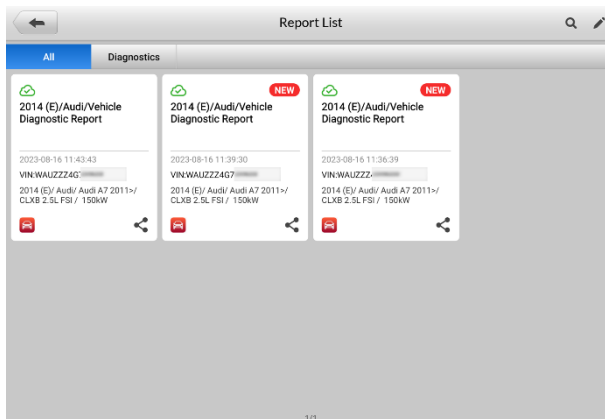 Report List
All
Diagnostics
2014 (E)/Audi/Vehicle
Diagnostic Report
2023-08-16 11:43:43
VIN:WAUZZZ4G
2014 (E)/ Audi/ Audi A7 2011>/
CLXB 2.5L FSI / 150kW
NEW
2014 (E)/Audi/Vehicle
Diagnostic Report
2023-08-16 11:39:30
VIN:WAUZZZ4G7
2014 (E)/ Audi/ Audi A7 2011>/
CLXB 2.5L FSI / 150kW
NEW
2014 (E)/Audi/Vehicle
Diagnostic Report
2023-08-16 11:36:39
VIN:WAUZZZ
2014 (E)/ Audi/ Audi A7 2011>/
CLXB 2.5L FSI / 150kW
1/1